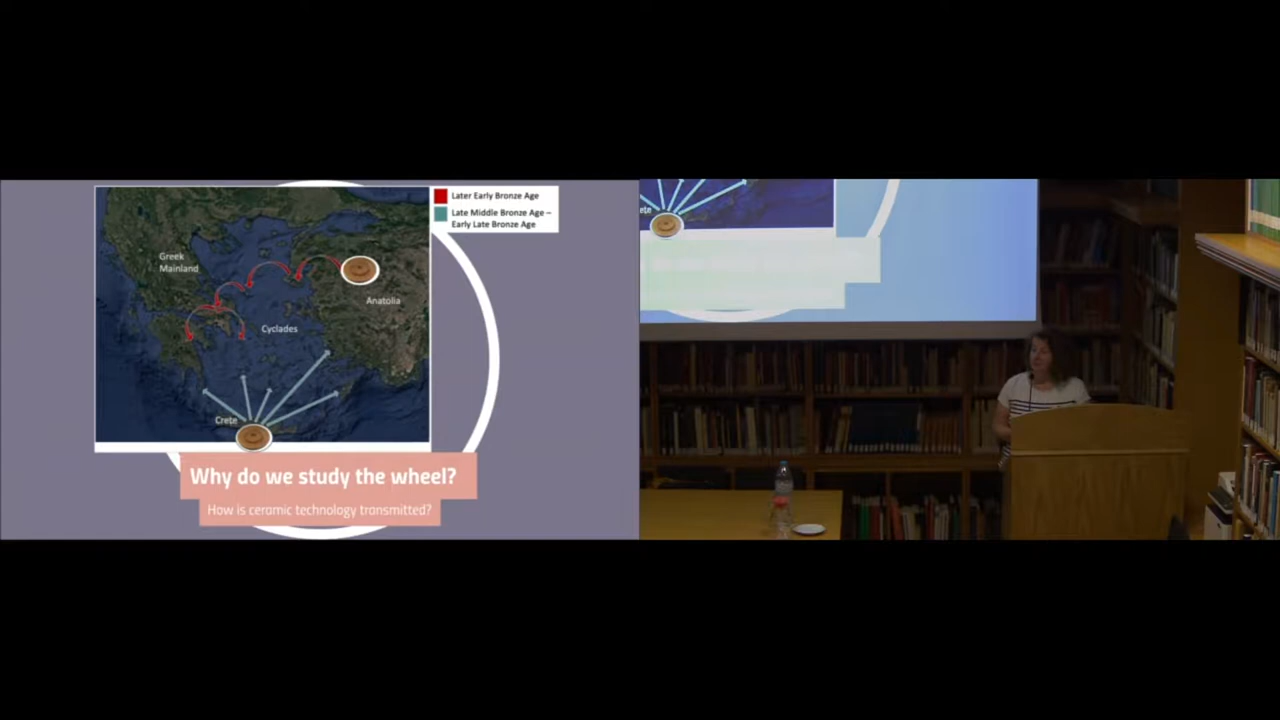 Later Early Bronze Age
Late Middle Bronze Age –
Early Late Bronze Age
Greek
Mainland
Anatolia
Cyclades
Crete
Why do we study the wheel?
How is ceramic technology transmitted?
ete